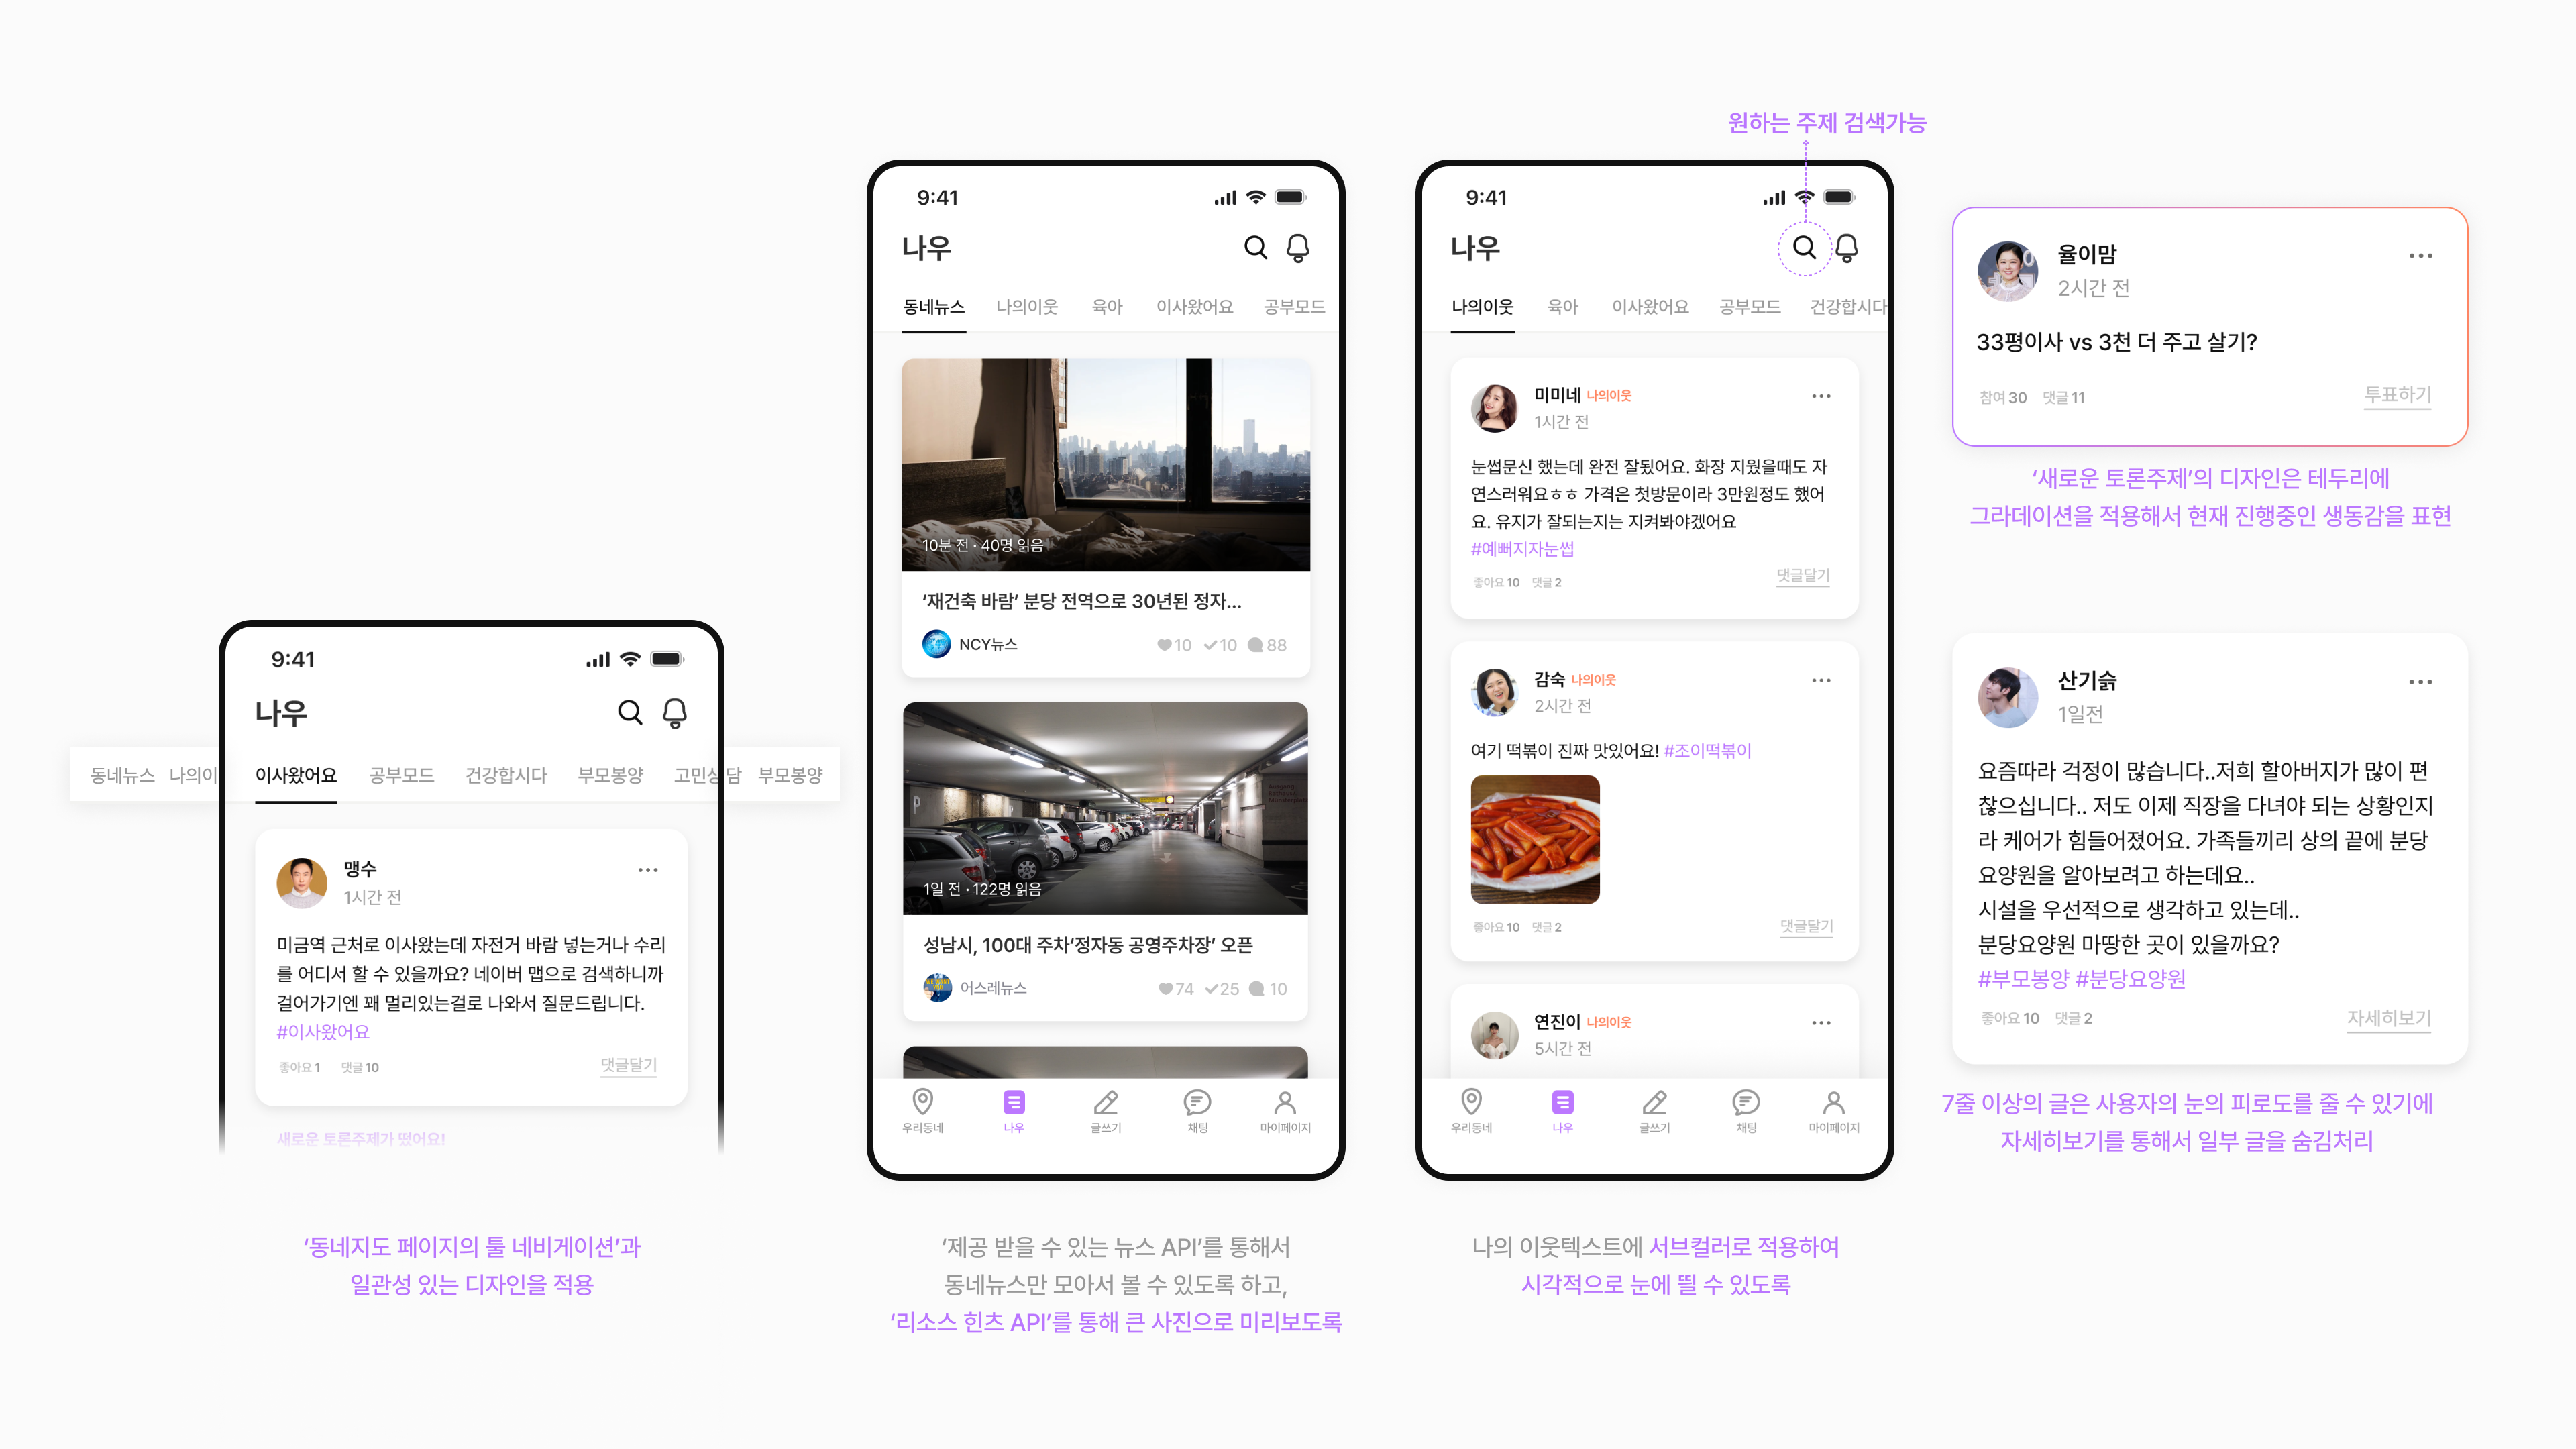 9:41
나우
동네뉴스 나의이 이사왔어요 공부모드 건강합시다 부모봉양 고민상담 부모봉양
맹수
1시간 전
미금역 근처로 이사왔는데 자전거 바람 넣는거나 수리
를 어디서 할 수 있을까요? 네이버 맵으로 검색하니까
걸어가기엔 꽤 멀리있는걸로 나와서 질문드립니다.
#이사왔어요
좋아요 1 댓글 10 댓글달기
새로운 토론주제가 떴어요!
‘동네지도 페이지의 툴 네비게이션’과
일관성 있는 디자인을 적용
9:41
나우
동네뉴스 나의이웃 육아 이사왔어요 공부모드
10분 전 · 40명 읽음
‘재건축 바람’ 분당 전역으로 30년된 정자...
NCY뉴스 10 10 88
1일 전 · 122명 읽음
성남시, 100대 주차‘정자동 공영주차장’ 오픈
어스레뉴스 74 25 10
우리동네 나우 글쓰기 채팅 마이페이지
‘제공 받을 수 있는 뉴스 API’를 통해서
동네뉴스만 모아서 볼 수 있도록 하고,
‘리소스 힌츠 API’를 통해 큰 사진으로 미리보도록
원하는 주제 검색가능
9:41
나우
나의이웃 육아 이사왔어요 공부모드 건강합시다
미미네 나의이웃
1시간 전
눈썹문신 했는데 완전 잘됬어요. 화장 지웠을때도 자
연스러워요ㅎㅎ 가격은 첫방문이라 3만원정도 했어
요. 유지가 잘되는지는 지켜봐야겠어요
#예뻐지자눈썹
좋아요 10 댓글 2 댓글달기
감숙 나의이웃
2시간 전
여기 떡볶이 진짜 맛있어요! #조이떡볶이
좋아요 10 댓글 2 댓글달기
연진이 나의이웃
5시간 전
우리동네 나우 글쓰기 채팅 마이페이지
나의 이웃텍스트에 서브컬러로 적용하여
시각적으로 눈에 띌 수 있도록
율이맘
2시간 전
33평이사 vs 3천 더 주고 살기?
참여 30 댓글 11 투표하기
‘새로운 토론주제’의 디자인은 테두리에
그라데이션을 적용해서 현재 진행중인 생동감을 표현
산기슭
1일전
요즘따라 걱정이 많습니다..저희 할아버지가 많이 편
찮으십니다.. 저도 이제 직장을 다녀야 되는 상황인지
라 케어가 힘들어졌어요. 가족들끼리 상의 끝에 분당
요양원을 알아보려고 하는데요..
시설을 우선적으로 생각하고 있는데..
분당요양원 마땅한 곳이 있을까요?
#부모봉양 #분당요양원
좋아요 10 댓글 2 자세히보기
7줄 이상의 글은 사용자의 눈의 피로도를 줄 수 있기에
자세히보기를 통해서 일부 글을 숨김처리